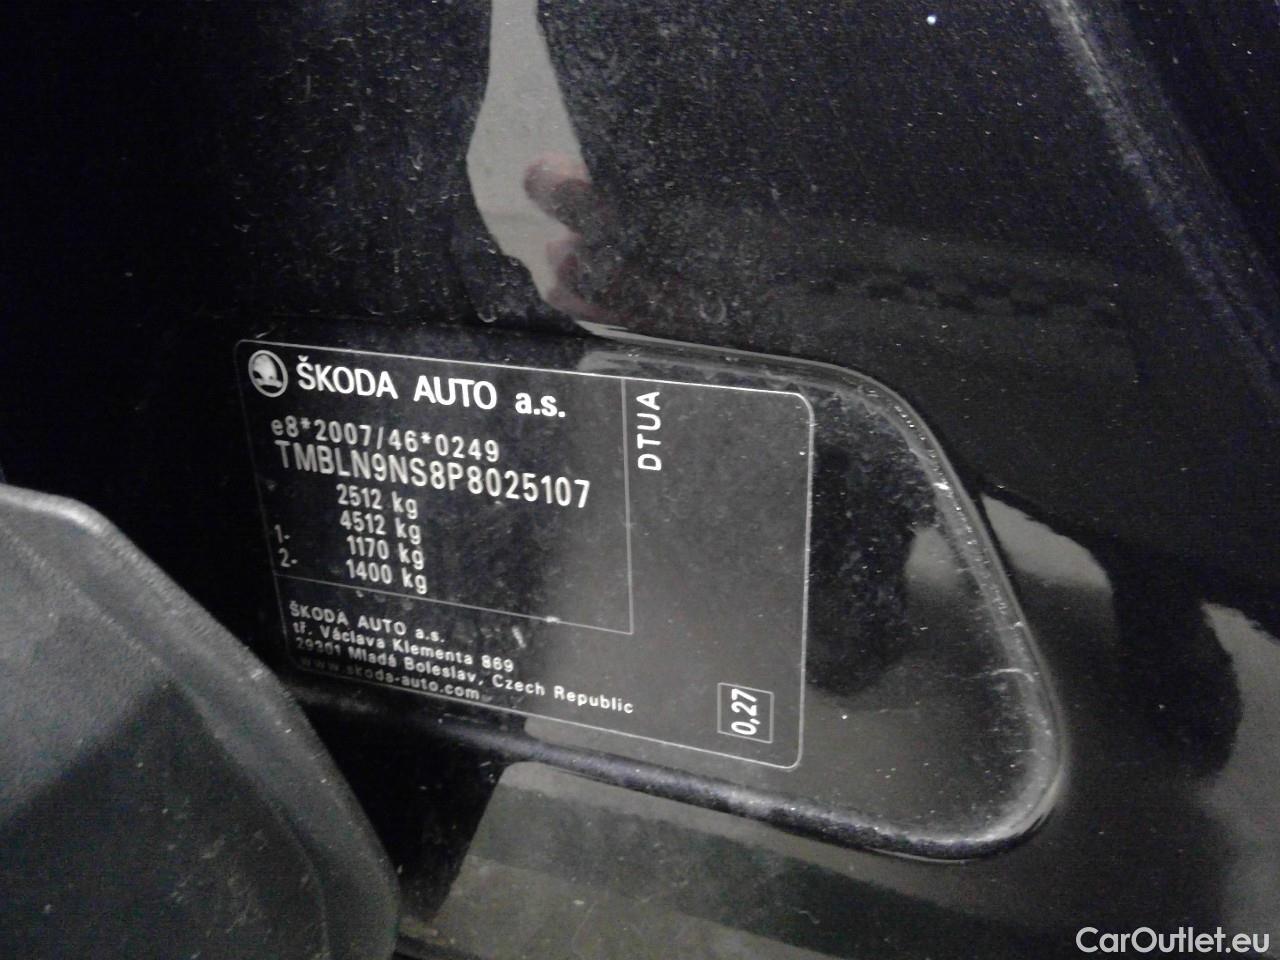 ŠKODA AUTO a.s.
e8*2007/46*0249
TMBLN9NS8P8025107
2512 kg
4512 kg
1- 1170 kg
2- 1400 kg
DTUA
ŠKODA AUTO a.s.
tř. Václava Klementa 869
29301 Mladá Boleslav, Czech Republic
www.skoda-auto.com
0,27
CarOutlet.eu